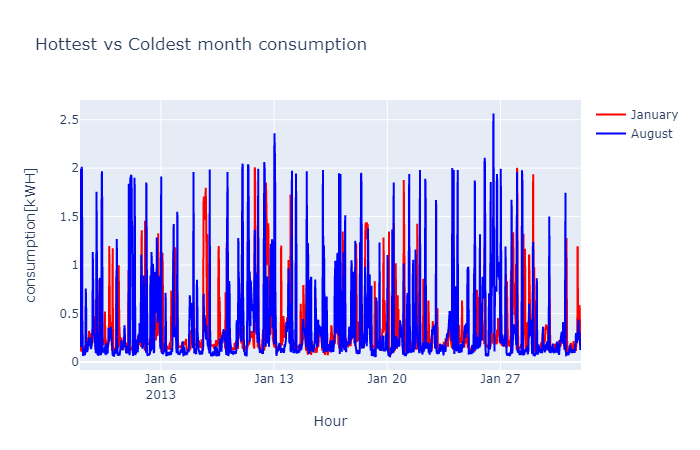 Hottest vs Coldest month consumption
January
August
consumption[kWH]
2.5
2
1.5
1
0.5
0
Jan 6
2013
Jan 13
Jan 20
Jan 27
Hour